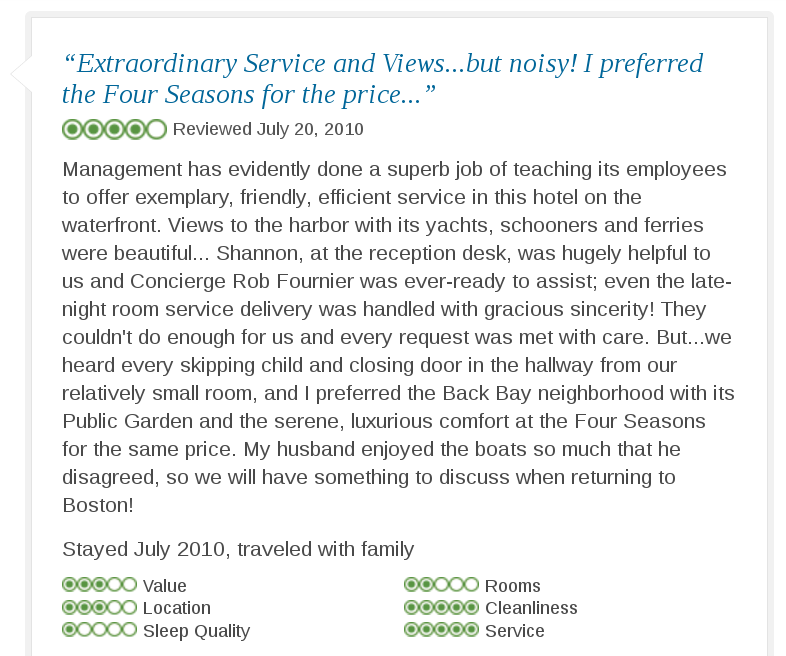 “Extraordinary Service and Views...but noisy! I preferred
the Four Seasons for the price...”
Reviewed July 20, 2010
Management has evidently done a superb job of teaching its employees
to offer exemplary, friendly, efficient service in this hotel on the
waterfront. Views to the harbor with its yachts, schooners and ferries
were beautiful... Shannon, at the reception desk, was hugely helpful to
us and Concierge Rob Fournier was ever-ready to assist; even the late-
night room service delivery was handled with gracious sincerity! They
couldn't do enough for us and every request was met with care. But...we
heard every skipping child and closing door in the hallway from our
relatively small room, and I preferred the Back Bay neighborhood with its
Public Garden and the serene, luxurious comfort at the Four Seasons
for the same price. My husband enjoyed the boats so much that he
disagreed, so we will have something to discuss when returning to
Boston!
Stayed July 2010, traveled with family
Value Rooms
Location Cleanliness
Sleep Quality Service